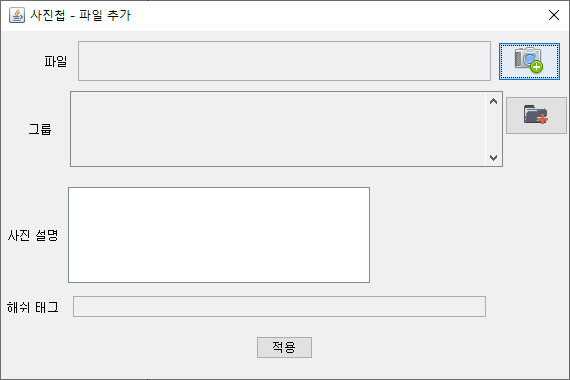 사진첩 - 파일 추가
파일
그룹
사진 설명
해쉬 태그
적용